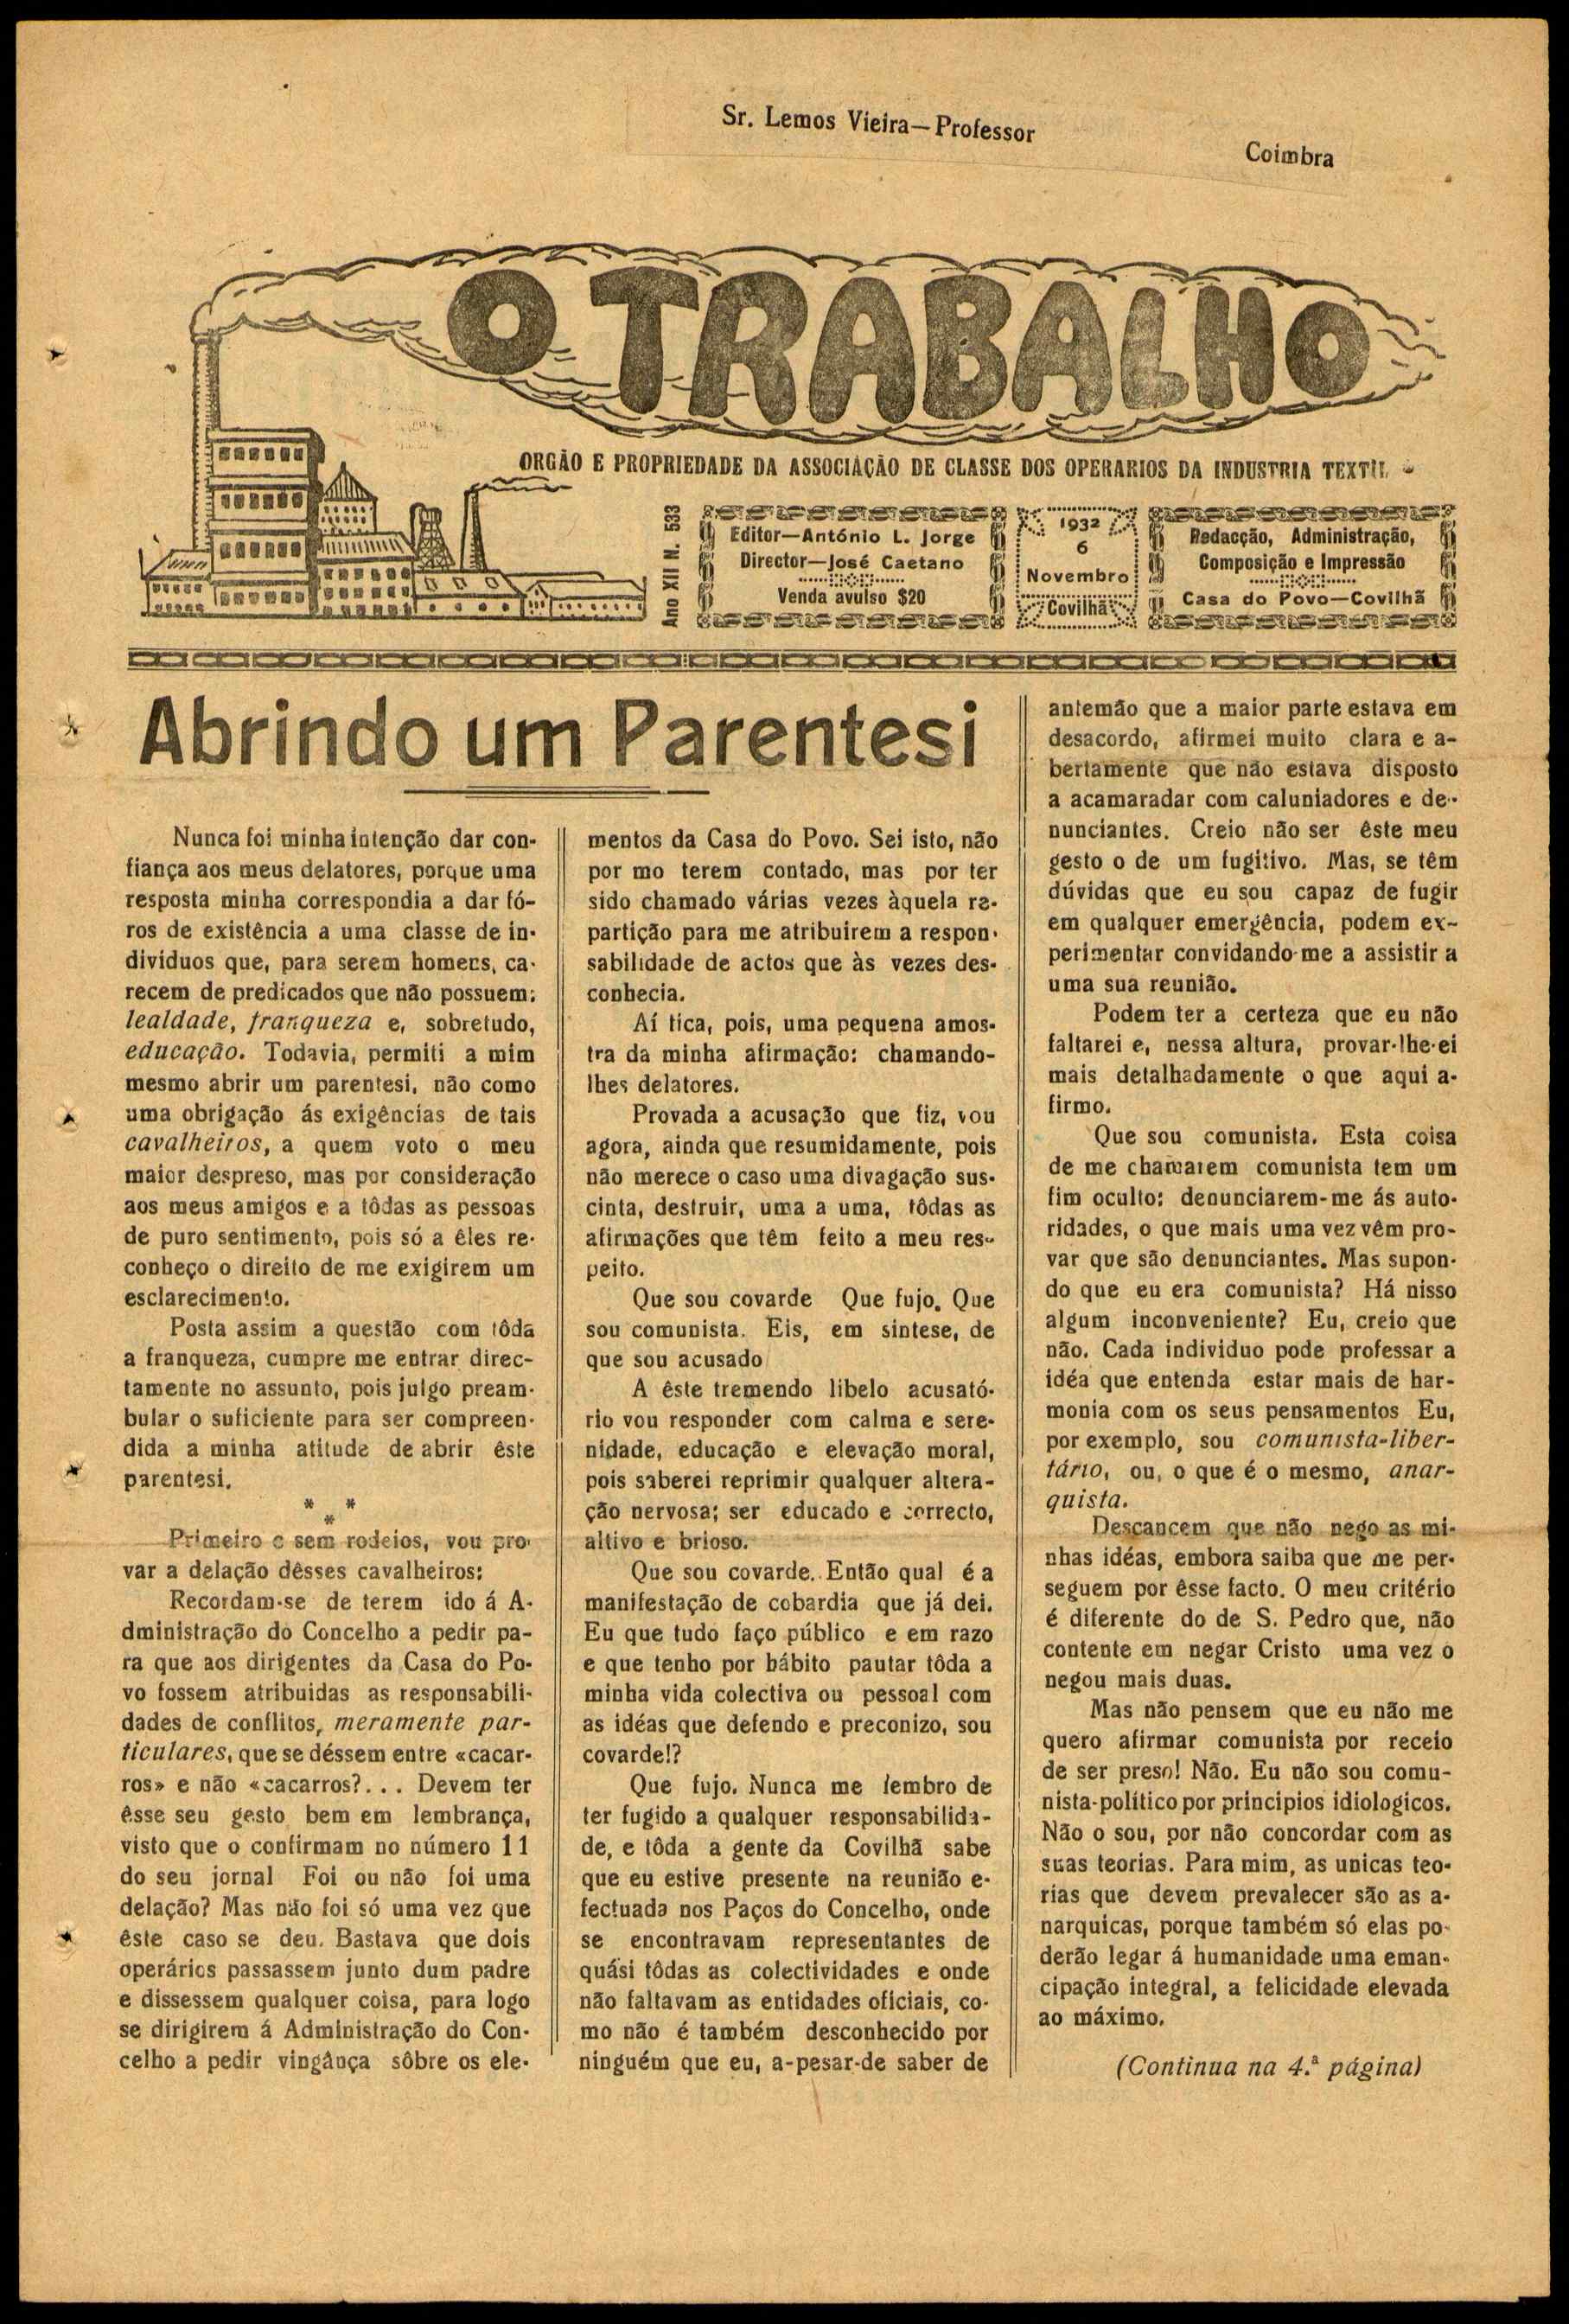 Sr. Lemos Vieira—Professor
Coimbra
O TRABALHO
ORGÃO E PROPRIEDADE DA ASSOCIAÇÃO DE CLASSE DOS OPERARIOS DA INDUSTRIA TEXTIL
Ano XII N. 533
Editor—António L. Jorge
Director—José Caetano
Venda avulso $20
1932
6
Novembro
Covilhã
Redacção, Administração,
Composição e Impressão
Casa do Povo—Covilhã
Abrindo um Parentesi
Nunca foi minha intenção dar con-
fiança aos meus delatores, porque uma
resposta minha correspondia a dar fó-
ros de existência a uma classe de in-
dividuos que, para serem homens, ca-
recem de predicados que não possuem:
lealdade, franqueza e, sobretudo,
educação. Todavia, permiti a mim
mesmo abrir um parentesi, não como
uma obrigação ás exigências de tais
cavalheiros, a quem voto o meu
maior despreso, mas por consideração
aos meus amigos e a tôdas as pessoas
de puro sentimento, pois só a êles re-
conheço o direito de me exigirem um
esclarecimento.
Posta assim a questão com tôda
a franqueza, cumpre me entrar direc-
tamente no assunto, pois julgo pream-
bular o suficiente para ser compreen-
dida a minha atitude de abrir êste
parentesi.
* *
*
Primeiro e sem rodeios, vou pro-
var a delação dêsses cavalheiros:
Recordam-se de terem ido á A-
dministração do Concelho a pedir pa-
ra que aos dirigentes da Casa do Po-
vo fossem atribuidas as responsabili-
dades de conflitos, meramente par-
ticulares, que se déssem entre «cacar-
ros» e não «cacarros?... Devem ter
êsse seu gesto bem em lembrança,
visto que o confirmam no número 11
do seu jornal Foi ou não foi uma
delação? Mas não foi só uma vez que
êste caso se deu. Bastava que dois
operários passassem junto dum padre
e dissessem qualquer coisa, para logo
se dirigirem á Administração do Con-
celho a pedir vingânça sôbre os ele-
mentos da Casa do Povo. Sei isto, não
por mo terem contado, mas por ter
sido chamado várias vezes àquela re-
partição para me atribuirem a respon-
sabilidade de actos que às vezes des-
conhecia.
Aí fica, pois, uma pequena amos-
tra da minha afirmação: chamando-
lhes delatores.
Provada a acusação que fiz, vou
agora, ainda que resumidamente, pois
não merece o caso uma divagação sus-
cinta, destruir, uma a uma, tôdas as
afirmações que têm feito a meu res-
peito.
Que sou covarde Que fujo. Que
sou comunista. Eis, em sintese, de
que sou acusado
A êste tremendo libelo acusató-
rio vou responder com calma e sere-
nidade, educação e elevação moral,
pois saberei reprimir qualquer altera-
ção nervosa; ser educado e correcto,
altivo e brioso.
Que sou covarde. Então qual é a
manifestação de cobardia que já dei.
Eu que tudo faço público e em razo
e que tenho por hábito pautar tôda a
minha vida colectiva ou pessoal com
as idéas que defendo e preconizo, sou
covarde!?
Que fujo. Nunca me lembro de
ter fugido a qualquer responsabilida-
de, e tôda a gente da Covilhã sabe
que eu estive presente na reunião e-
fectuada nos Paços do Concelho, onde
se encontravam representantes de
quási tôdas as colectividades e onde
não faltavam as entidades oficiais, co-
mo não é também desconhecido por
ninguém que eu, a-pesar-de saber de
antemão que a maior parte estava em
desacordo, afirmei muito clara e a-
bertamente que não estava disposto
a acamaradar com caluniadores e de-
nunciantes. Creio não ser êste meu
gesto o de um fugitivo. Mas, se têm
dúvidas que eu sou capaz de fugir
em qualquer emergência, podem ex-
perimentar convidando-me a assistir a
uma sua reunião.
Podem ter a certeza que eu não
faltarei e, nessa altura, provar-lhe-ei
mais detalhadamente o que aqui a-
firmo.
Que sou comunista. Esta coisa
de me chamarem comunista tem um
fim oculto: denunciarem-me ás auto-
ridades, o que mais uma vez vêm pro-
var que são denunciantes. Mas supon-
do que eu era comunista? Há nisso
algum inconveniente? Eu, creio que
não. Cada individuo pode professar a
idéa que entenda estar mais de har-
monia com os seus pensamentos Eu,
por exemplo, sou comunista-liber-
tário, ou, o que é o mesmo, anar-
quista.
Descancem que não nego as mi-
nhas idéas, embora saiba que me per-
seguem por êsse facto. O meu critério
é diferente do de S. Pedro que, não
contente em negar Cristo uma vez o
negou mais duas.
Mas não pensem que eu não me
quero afirmar comunista por receio
de ser preso! Não. Eu não sou comu-
nista-político por principios idiologicos.
Não o sou, por não concordar com as
suas teorias. Para mim, as unicas teo-
rias que devem prevalecer são as a-
narquicas, porque também só elas po-
derão legar á humanidade uma eman-
cipação integral, a felicidade elevada
ao máximo.
(Continua na 4.ª página)